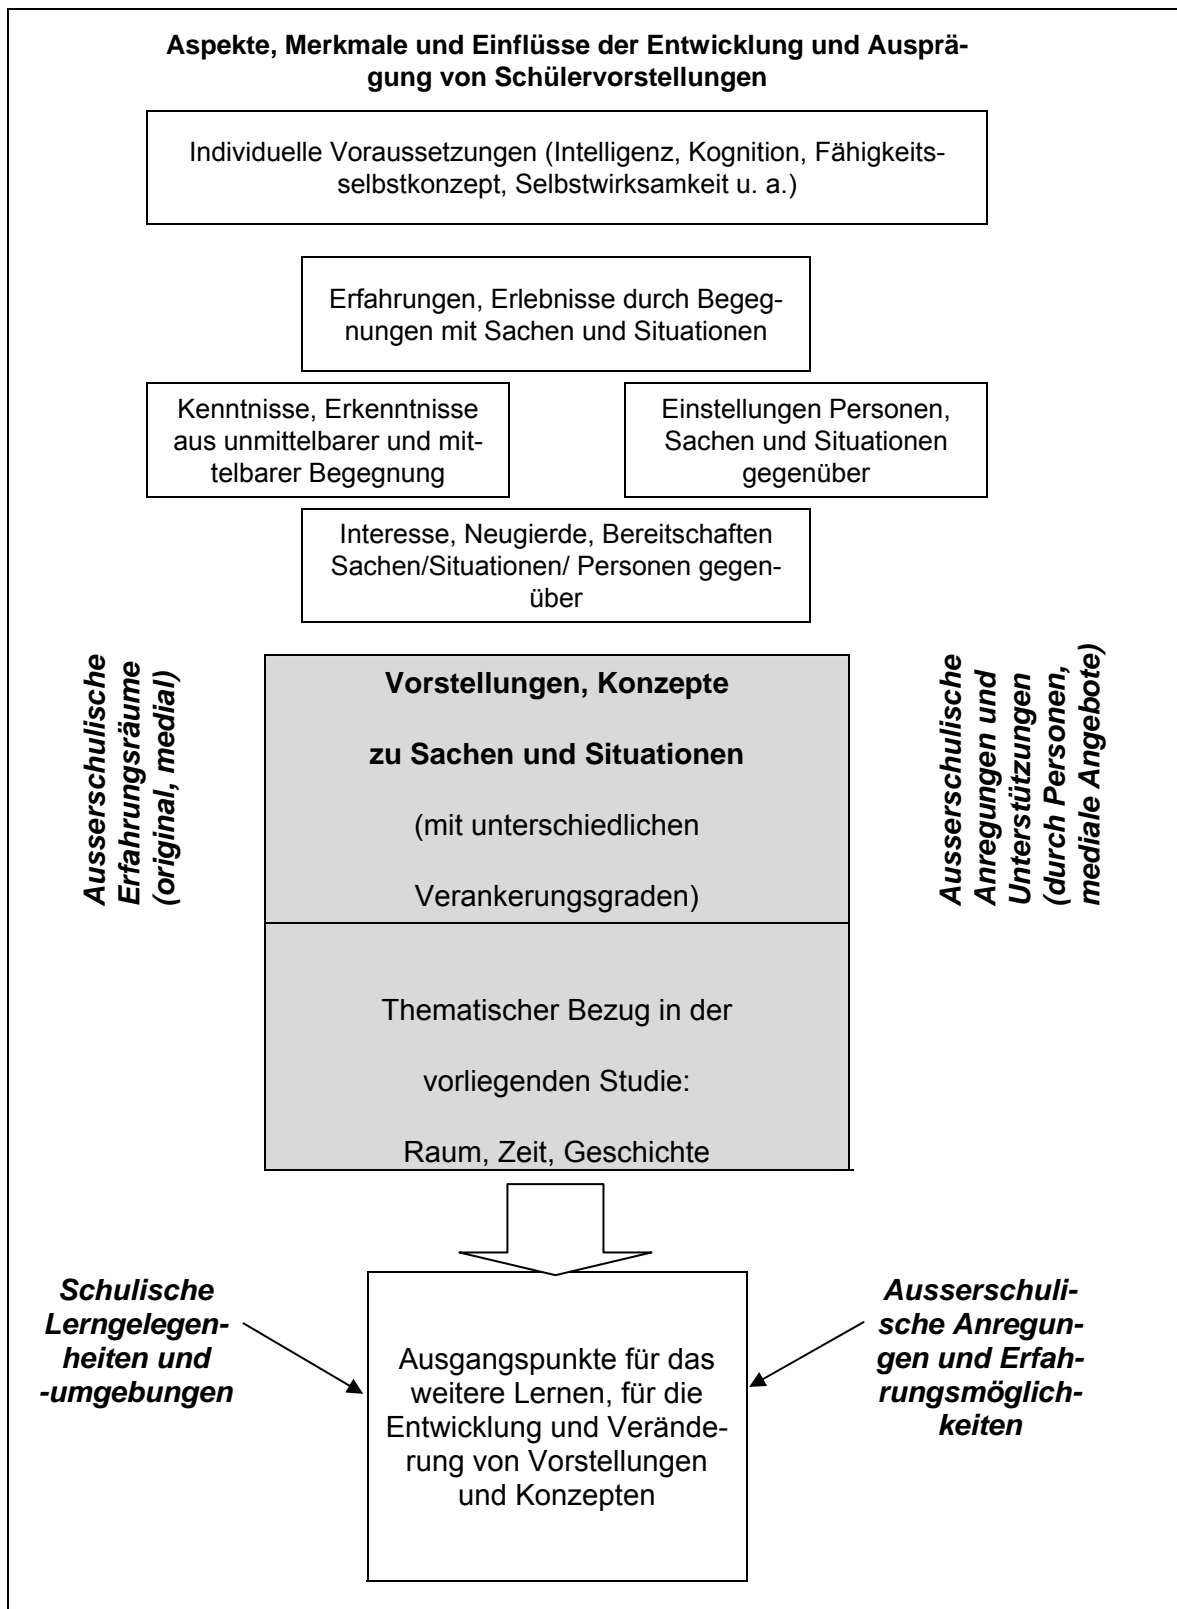 Aspekte, Merkmale und Einflüsse der Entwicklung und Ausprä-
gung von Schülervorstellungen
Individuelle Voraussetzungen (Intelligenz, Kognition, Fähigkeits-
selbstkonzept, Selbstwirksamkeit u. a.)
Erfahrungen, Erlebnisse durch Begeg-
nungen mit Sachen und Situationen
Kenntnisse, Erkenntnisse
aus unmittelbarer und mit-
telbarer Begegnung
Einstellungen Personen,
Sachen und Situationen
gegenüber
Interesse, Neugierde, Bereitschaften
Sachen/Situationen/ Personen gegen-
über
Ausserschulische
Erfahrungsräume
(original, medial)
Vorstellungen, Konzepte
zu Sachen und Situationen
(mit unterschiedlichen
Verankerungsgraden)
Ausserschulische
Anregungen und
Unterstützungen
(durch Personen,
mediale Angebote)
Thematischer Bezug in der
vorliegenden Studie:
Raum, Zeit, Geschichte
Schulische
Lerngelegen-
heiten und
-umgebungen
Ausgangspunkte für das
weitere Lernen, für die
Entwicklung und Verände-
rung von Vorstellungen
und Konzepten
Ausserschuli-
sche Anregun-
gen und Erfah-
rungsmöglich-
keiten